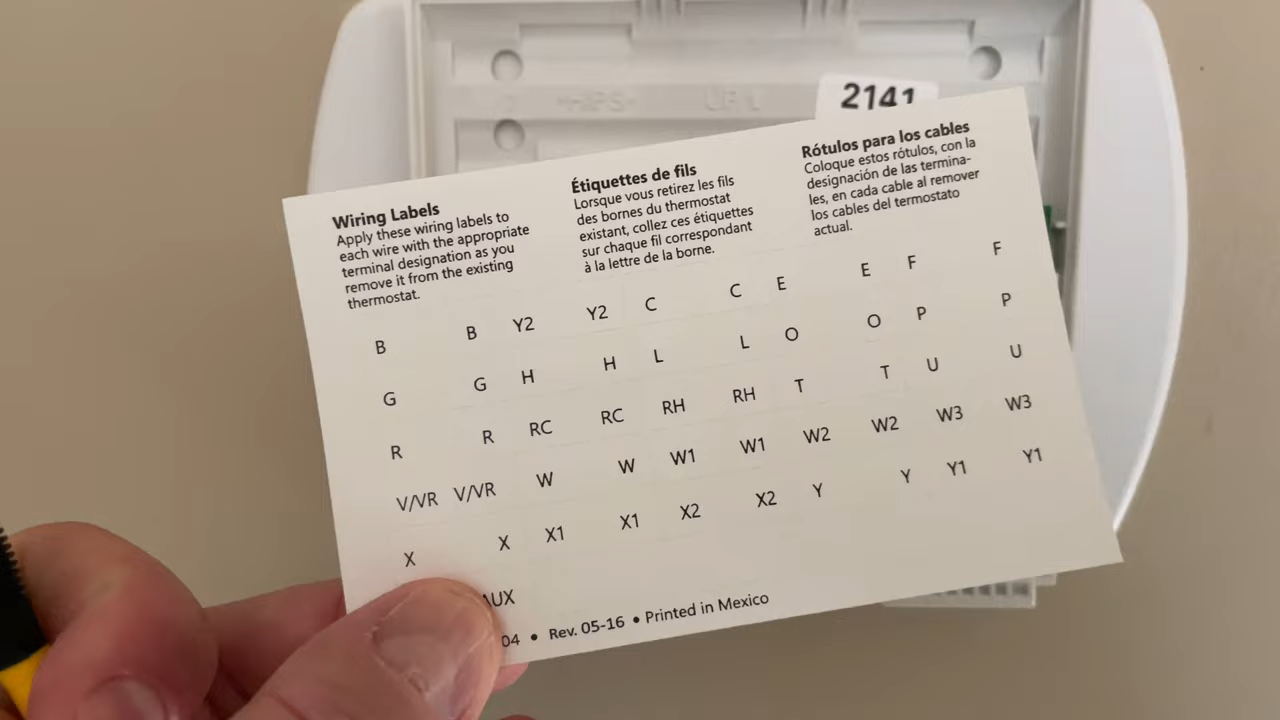 2141
Wiring Labels
Apply these wiring labels to
each wire with the appropriate
terminal designation as you
remove it from the existing
thermostat.
Étiquettes de fils
Lorsque vous retirez les fils
des bornes du thermostat
existant, collez ces étiquettes
sur chaque fil correspondant
à la lettre de la borne.
Rótulos para los cables
Coloque estos rótulos, con la
designación de las termina-
les, en cada cable al remover
los cables del termostato
actual.
B B Y2 Y2 C C E E F F
G G H H L L O O P P
R R RC RC RH RH T T U U
V/VR V/VR W W W1 W1 W2 W2 W3 W3
X X X1 X1 X2 X2 Y Y Y1 Y1
AUX
04 • Rev. 05-16 • Printed in Mexico